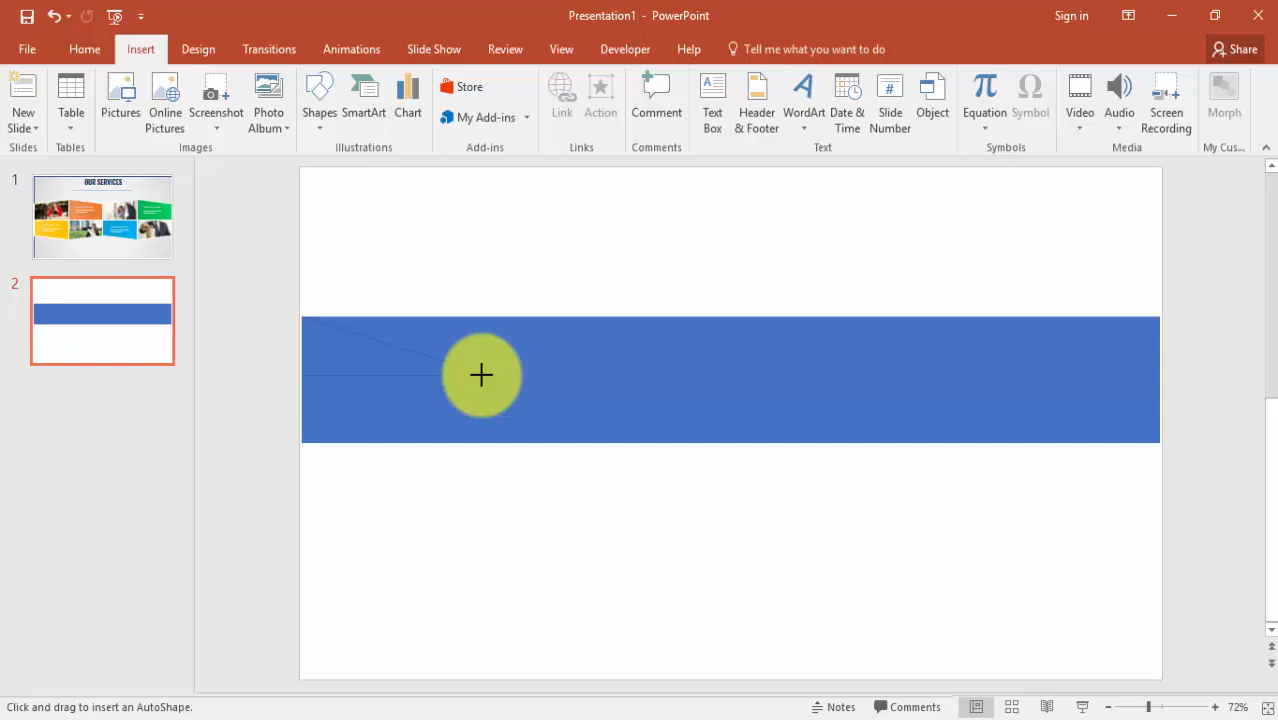 Presentation1 - PowerPoint
Sign in
File
Home
Insert
Design
Transitions
Animations
Slide Show
Review
View
Developer
Help
Tell me what you want to do
Share
New Slide
Table
Pictures
Online Pictures
Screenshot
Photo Album
Shapes
SmartArt
Chart
Store
My Add-ins
Link
Action
Comment
Text Box
Header & Footer
WordArt
Date & Time
Slide Number
Object
Equation
Symbol
Video
Audio
Screen Recording
Morph
Slides
Tables
Images
Illustrations
Add-ins
Links
Comments
Text
Symbols
Media
My Cus...
1
OUR SERVICES
2
Click and drag to insert an AutoShape.
Notes
Comments
72%